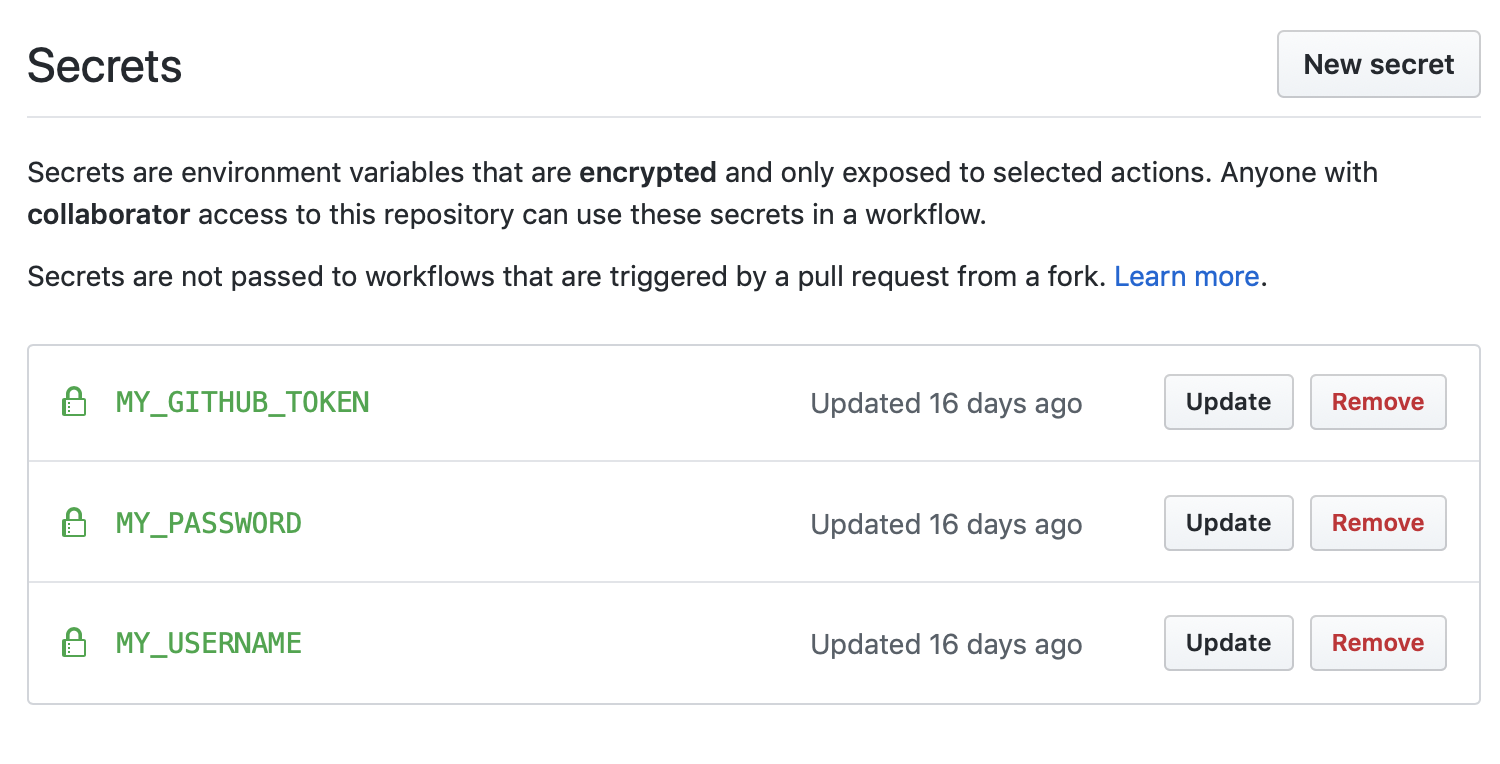 Secrets
New secret
Secrets are environment variables that are encrypted and only exposed to selected actions. Anyone with
collaborator access to this repository can use these secrets in a workflow.
Secrets are not passed to workflows that are triggered by a pull request from a fork. Learn more.
MY_GITHUB_TOKEN Updated 16 days ago Update Remove
MY_PASSWORD Updated 16 days ago Update Remove
MY_USERNAME Updated 16 days ago Update Remove